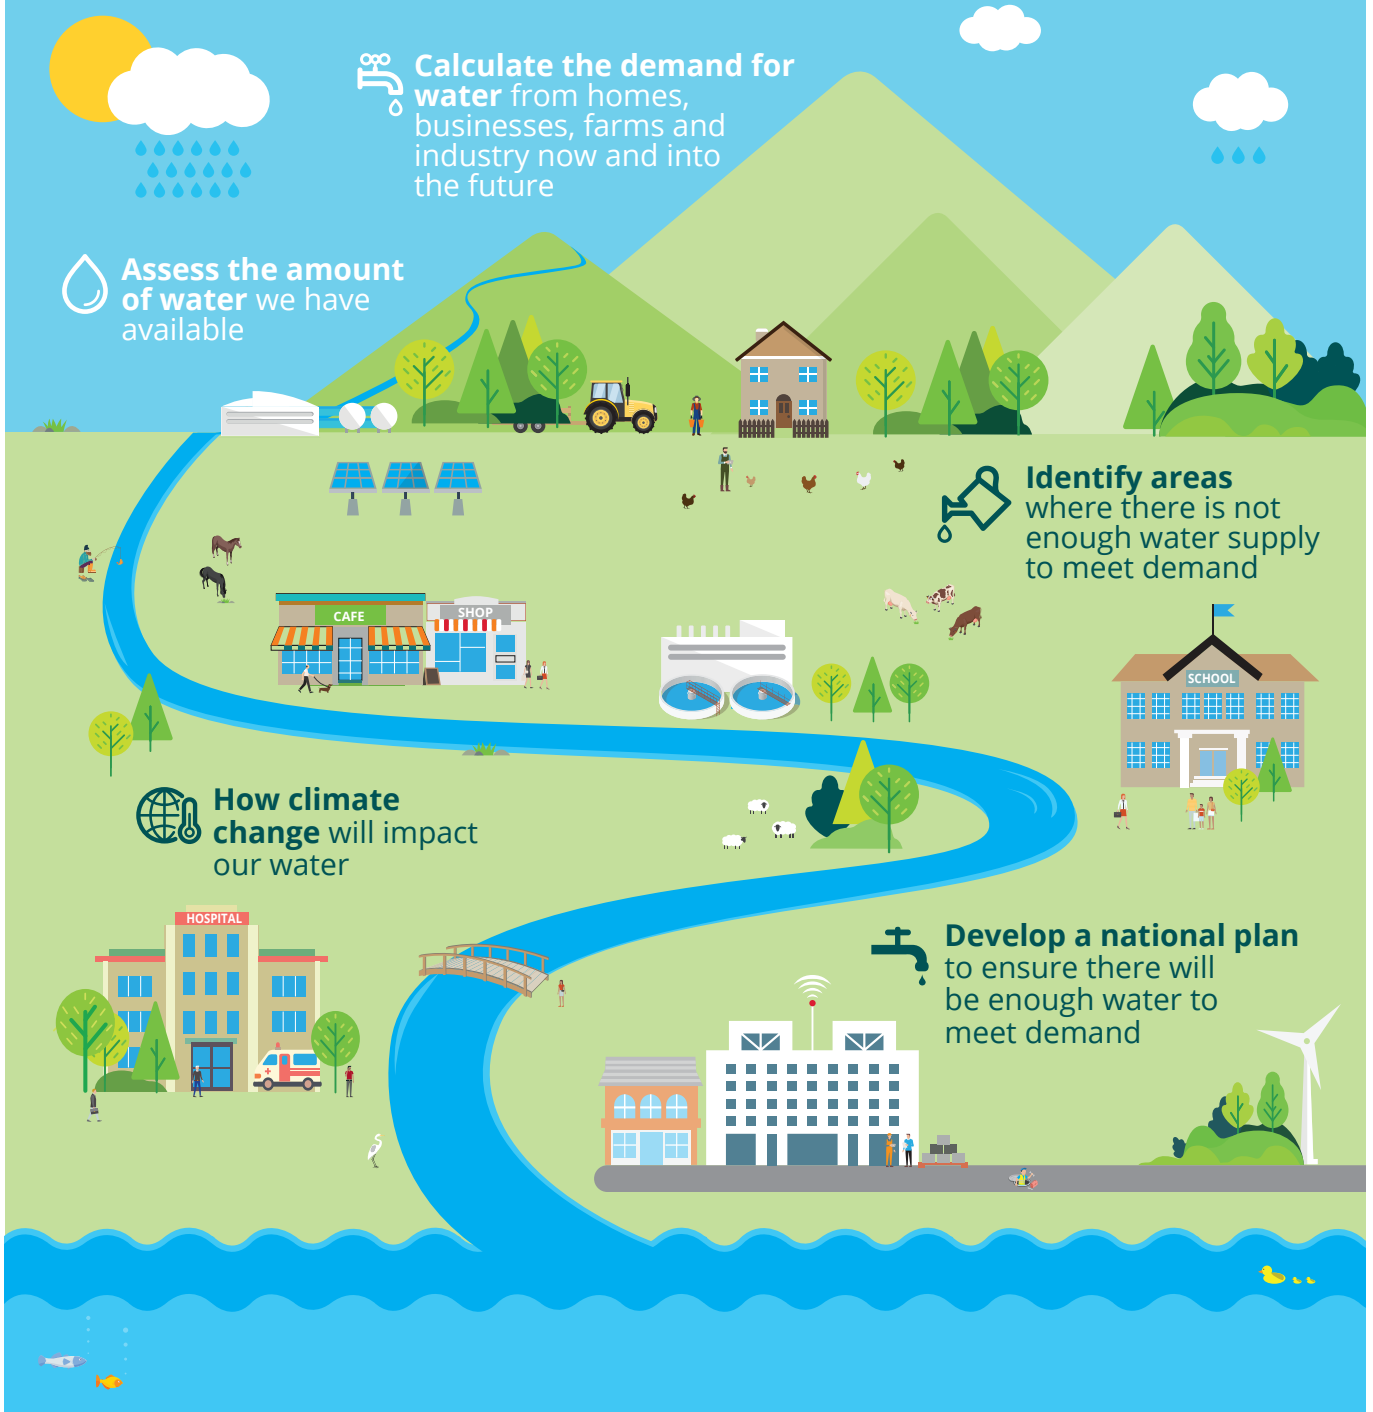 Calculate the demand for
water from homes,
businesses, farms and
industry now and into
the future
Assess the amount
of water we have
available
Identify areas
where there is not
enough water supply
to meet demand
CAFE
SHOP
SCHOOL
How climate
change will impact
our water
HOSPITAL
Develop a national plan
to ensure there will
be enough water to
meet demand